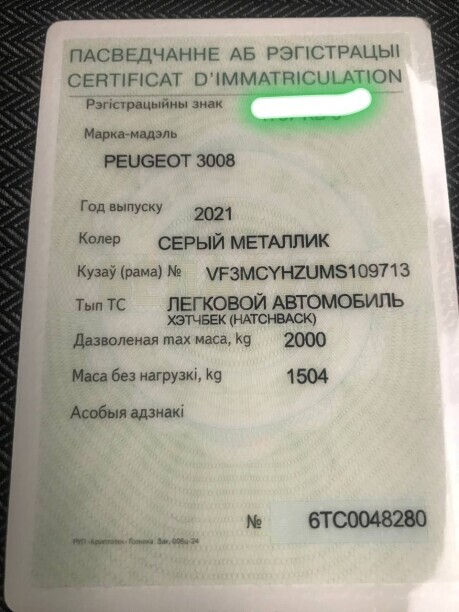 ПАСВЕДЧАННЕ АБ РЭГІСТРАЦЫІ
CERTIFICAT D'IMMATRICULATION
Рэгістрацыйны знак
Марка-мадэль
PEUGEOT 3008
Год выпуску 2021
Колер СЕРЫЙ МЕТАЛЛИК
Кузаў (рама) № VF3MCYHZUMS109713
Тып ТС ЛЕГКОВОЙ АВТОМОБИЛЬ
ХЭТЧБЕК (HATCHBACK)
Дазволеная max маса, kg 2000
Маса без нагрузкі, kg 1504
Асобыя адзнакі
№ 6TC0048280